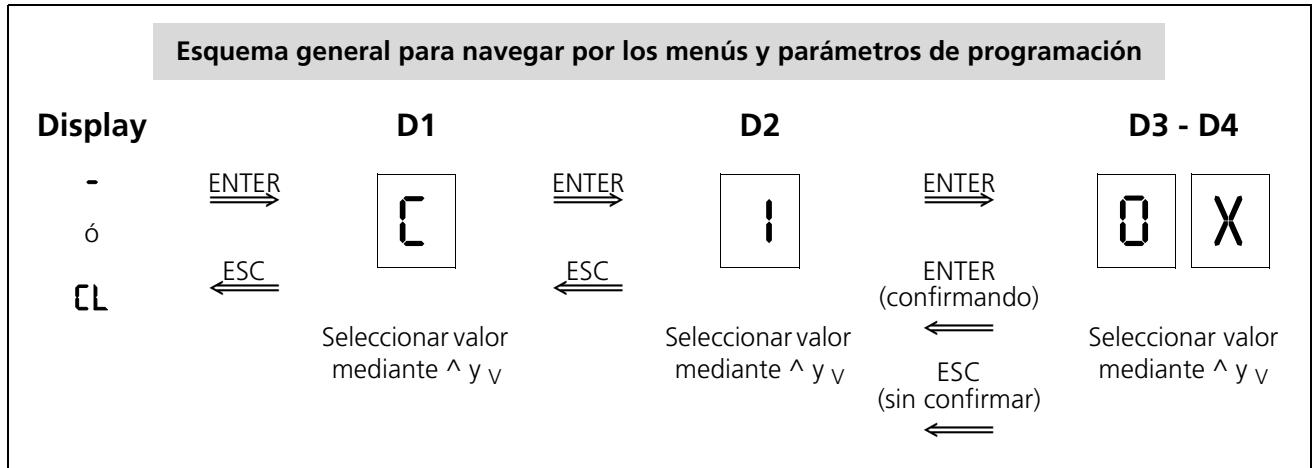 Esquema general para navegar por los menús y parámetros de programación
Display D1 D2 D3 - D4
- ENTER C ENTER I ENTER 0 X
ó
CL ESC ESC ENTER
(confirmando)
Seleccionar valor
mediante ^ y v
Seleccionar valor
mediante ^ y v
ESC
(sin confirmar)
Seleccionar valor
mediante ^ y v